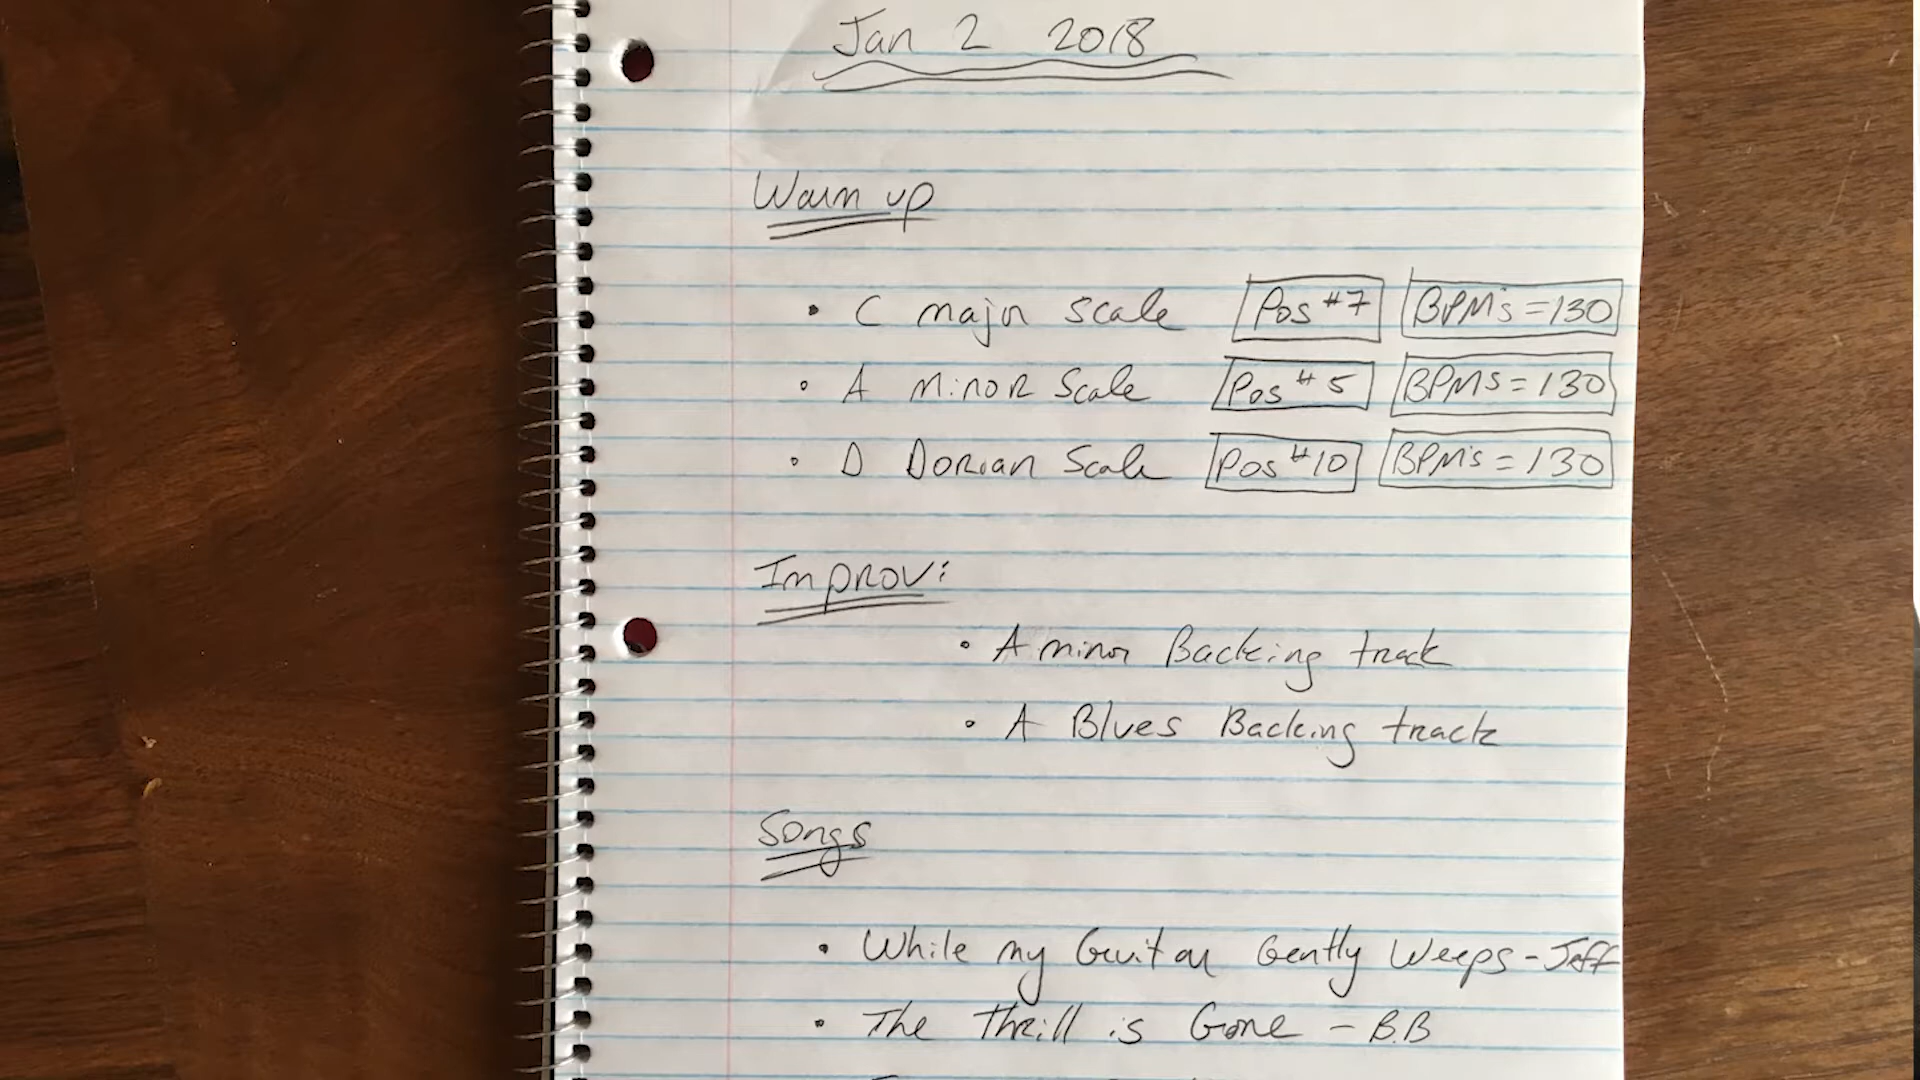 Jan 2 2018
Warm up
• C major scale Pos #7 BPM's = 130
• A MiNOR Scale Pos # 5 BPMS = 130
• D DORian Scale Pos #10 BPM's = 130
Improv:
• A minor Backing track
• A Blues Backing track
Songs
• While my Guitar Gently Weeps - Jeff
• The Thrill is Gone - B.B